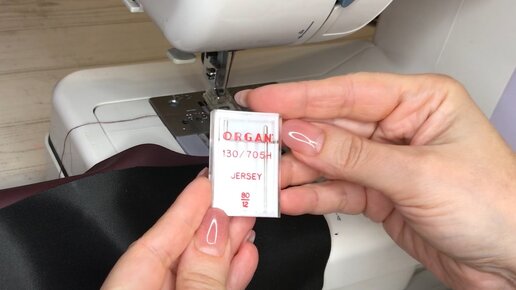 ORGAN
130/705H
JERSEY
80
12